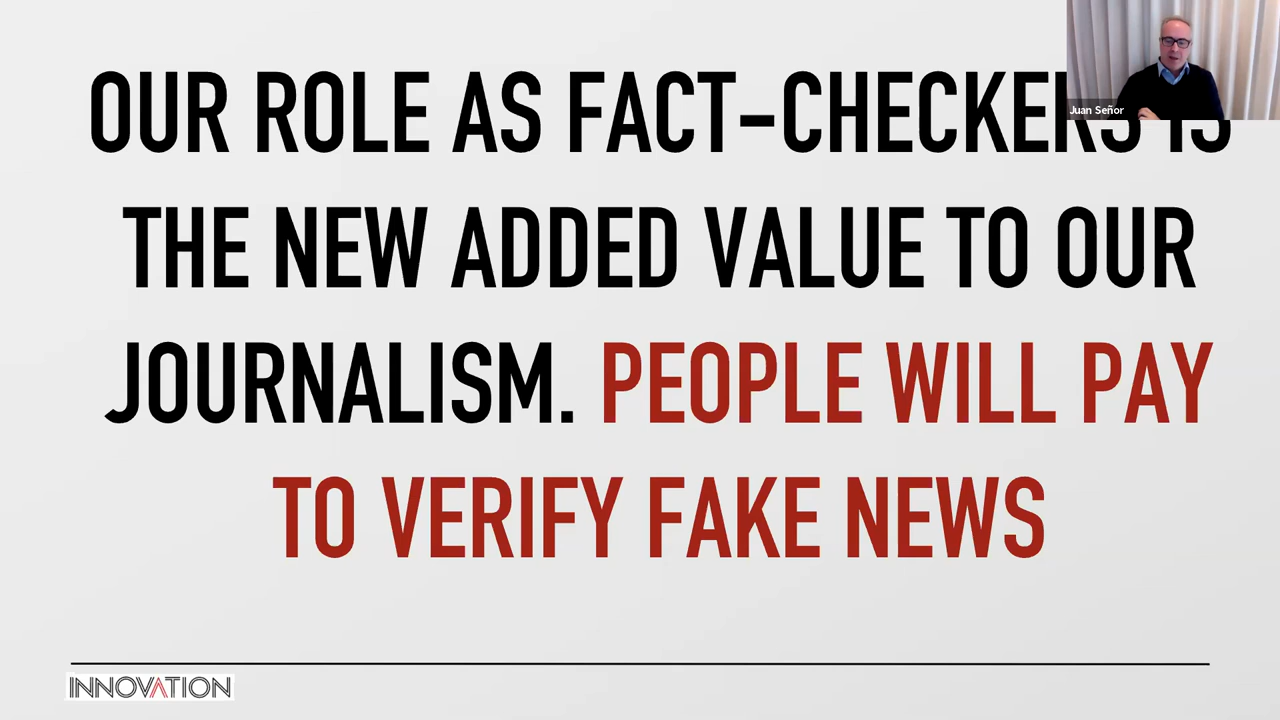 OUR ROLE AS FACT-CHECKERS IS
THE NEW ADDED VALUE TO OUR
JOURNALISM. PEOPLE WILL PAY
TO VERIFY FAKE NEWS
Juan Señor
INNOVATION